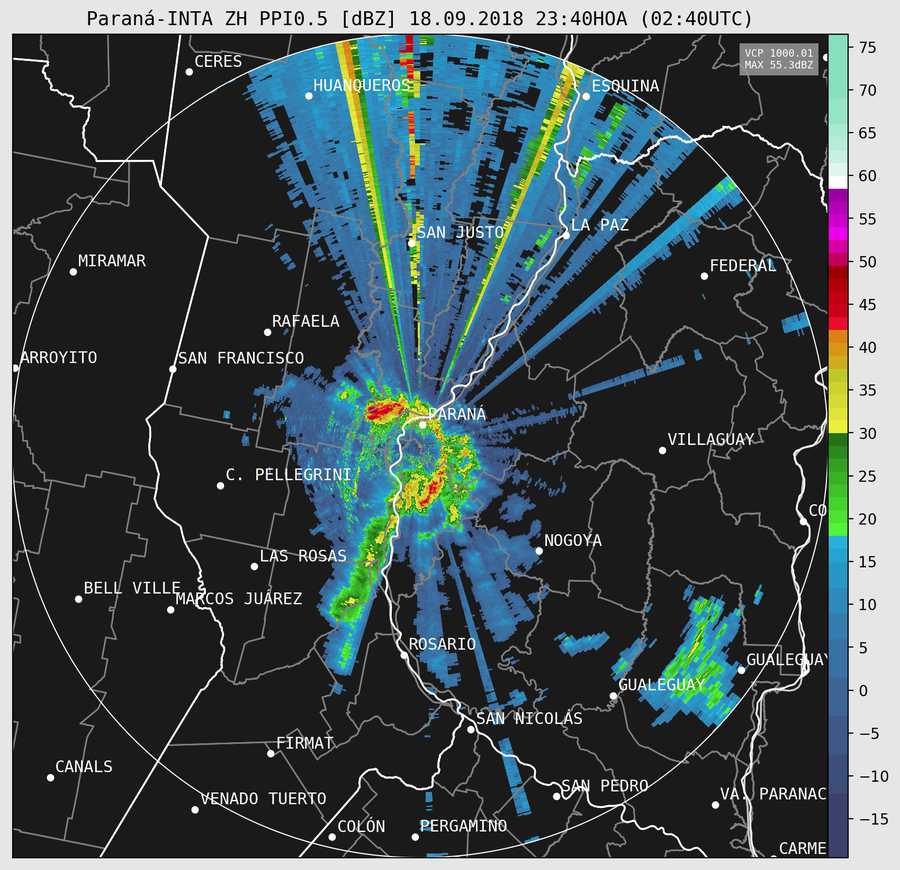 Paraná-INTA ZH PPI0.5 [dBZ] 18.09.2018 23:40HOA (02:40UTC)
VCP 1000.01
MAX 55.3dBZ
75
70
65
60
55
50
45
40
35
30
25
20
15
10
5
0
−5
−10
−15
CERES
HUANQUEROS
ESQUINA
SAN JUSTO
LA PAZ
MIRAMAR
FEDERAL
RAFAELA
ARROYITO
SAN FRANCISCO
PARANÁ
VILLAGUAY
C. PELLEGRINI
CO
NOGOYA
LAS ROSAS
BELL VILLE
MARCOS JUÁREZ
ROSARIO
GUALEGUAY
GUALEGUAY
SAN NICOLÁS
FIRMAT
CANALS
SAN PEDRO
VENADO TUERTO
VA. PARANAC
COLÓN
PERGAMINO
CARME